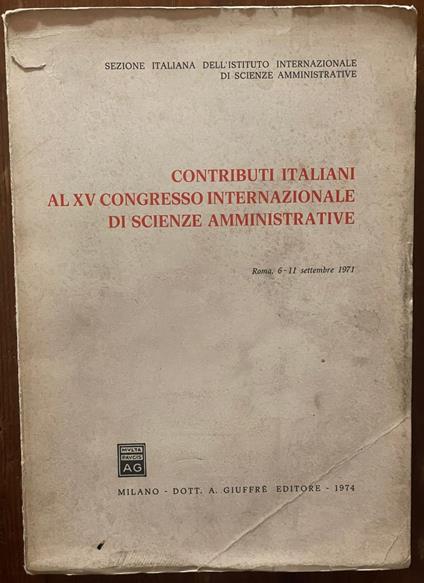 SEZIONE ITALIANA DELL'ISTITUTO INTERNAZIONALE
DI SCIENZE AMMINISTRATIVE
CONTRIBUTI ITALIANI
AL XV CONGRESSO INTERNAZIONALE
DI SCIENZE AMMINISTRATIVE
Roma, 6-11 settembre 1971
MVLTA
PAVCIS
AG
MILANO - DOTT. A. GIUFFRÈ EDITORE - 1974